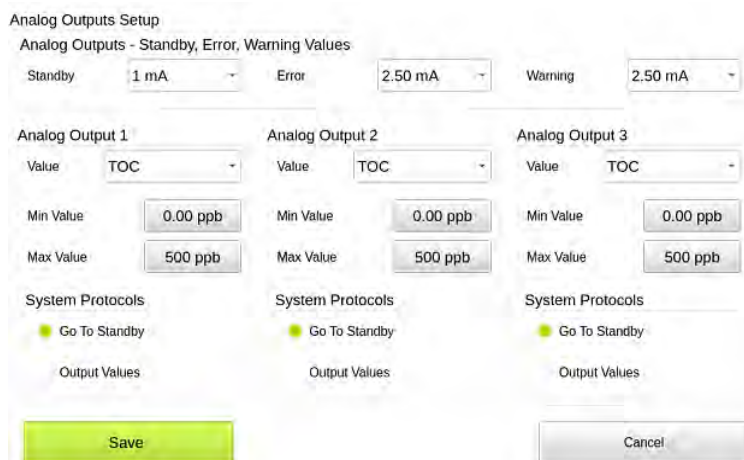 Analog Outputs Setup
Analog Outputs - Standby, Error, Warning Values
Standby 1 mA Error 2.50 mA Warning 2.50 mA
Analog Output 1 Analog Output 2 Analog Output 3
Value TOC Value TOC Value TOC
Min Value 0.00 ppb Min Value 0.00 ppb Min Value 0.00 ppb
Max Value 500 ppb Max Value 500 ppb Max Value 500 ppb
System Protocols System Protocols System Protocols
Go To Standby Go To Standby Go To Standby
Output Values Output Values Output Values
Save Cancel